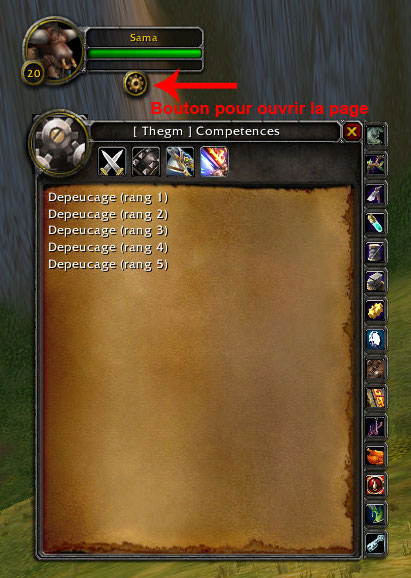 Sama
20
Bouton pour ouvrir la page
[ Thegm ] Competences
Depeucage (rang 1)
Depeucage (rang 2)
Depeucage (rang 3)
Depeucage (rang 4)
Depeucage (rang 5)